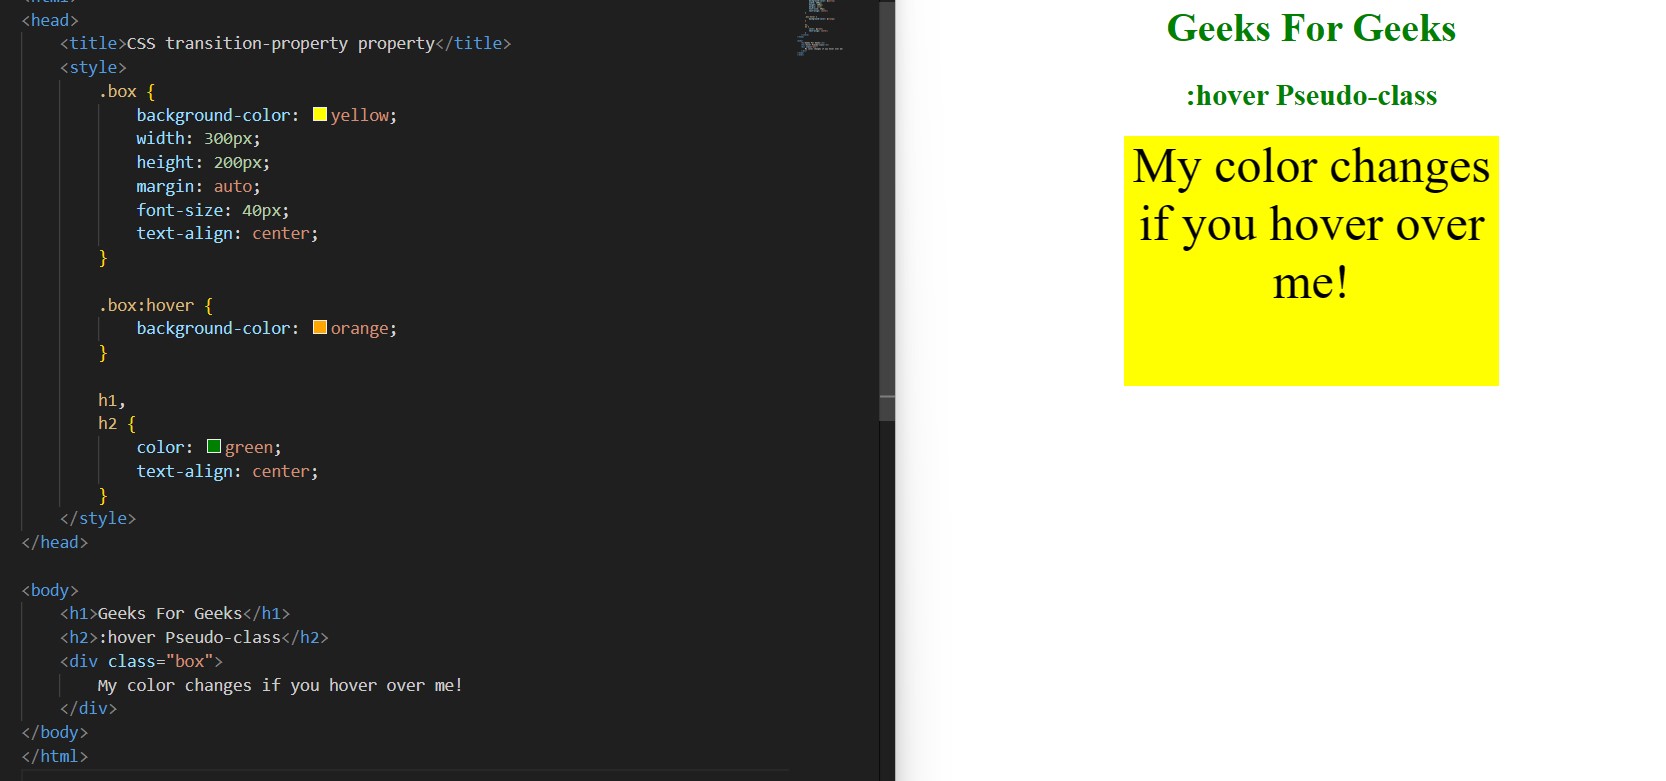 <html>
<head>
<title>CSS transition-property property</title>
<style>
.box {
background-color: yellow;
width: 300px;
height: 200px;
margin: auto;
font-size: 40px;
text-align: center;
}
.box:hover {
background-color: orange;
}
h1,
h2 {
color: green;
text-align: center;
}
</style>
</head>
<body>
<h1>Geeks For Geeks</h1>
<h2>:hover Pseudo-class</h2>
<div class="box">
My color changes if you hover over me!
</div>
</body>
</html>
Geeks For Geeks
:hover Pseudo-class
My color changes
if you hover over
me!